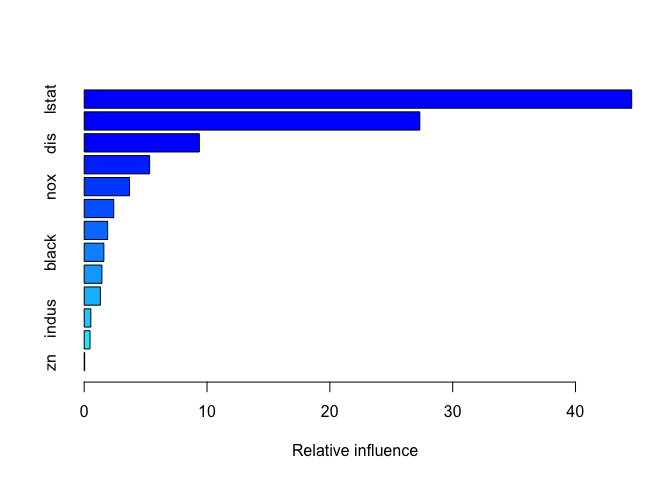 lstat
dis
nox
black
indus
zn
0 10 20 30 40
Relative influence